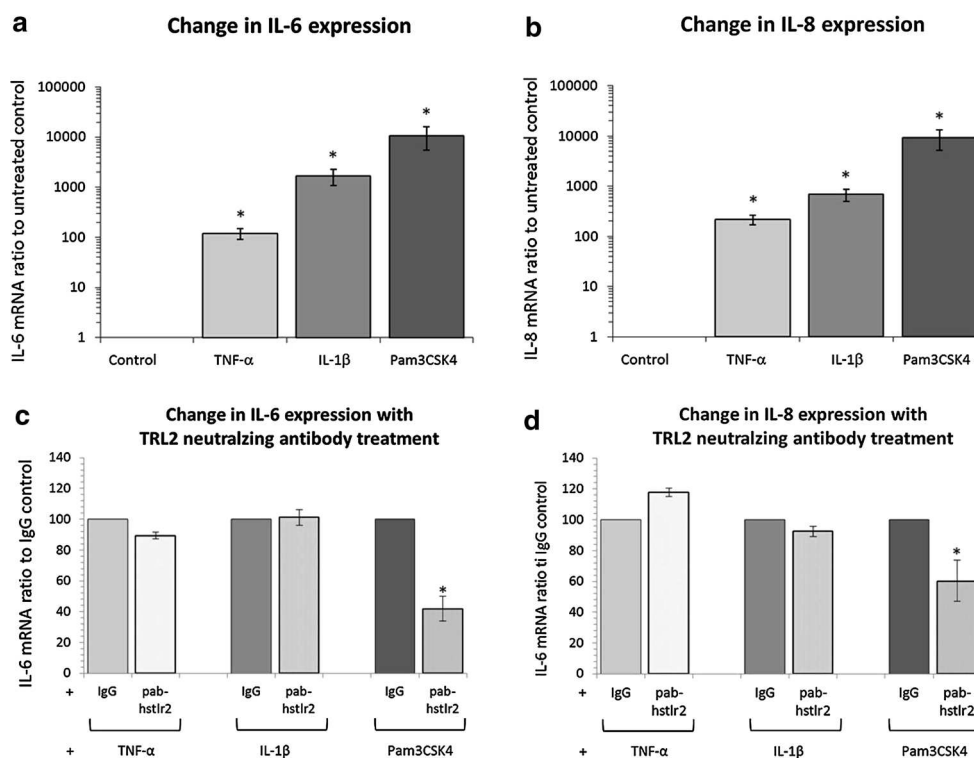 a
Change in IL-6 expression
IL-6 mRNA ratio to untreated control
100000
10000
1000
100
10
1
*
*
*
Control
TNF-α
IL-1β
Pam3CSK4
b
Change in IL-8 expression
IL-8 mRNA ratio to untreated control
100000
10000
1000
100
10
1
*
*
*
Control
TNF-α
IL-1β
Pam3CSK4
c
Change in IL-6 expression with
TRL2 neutralzing antibody treatment
IL-6 mRNA ratio to IgG control
140
120
100
80
60
40
20
0
*
+ IgG pab- IgG pab- IgG pab-
hstlr2 hstlr2 hstlr2
+ TNF-α IL-1β Pam3CSK4
d
Change in IL-8 expression with
TRL2 neutralzing antibody treatment
IL-6 mRNA ratio ti IgG control
140
120
100
80
60
40
20
0
*
+ IgG pab- IgG pab- IgG pab-
hstlr2 hstlr2 hstlr2
+ TNF-α IL-1β Pam3CSK4